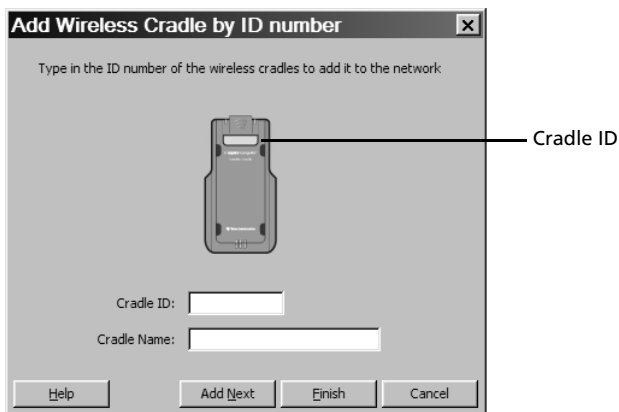 Add Wireless Cradle by ID number
Type in the ID number of the wireless cradles to add it to the network
Cradle ID
Cradle ID:
Cradle Name:
Help Add Next Finish Cancel